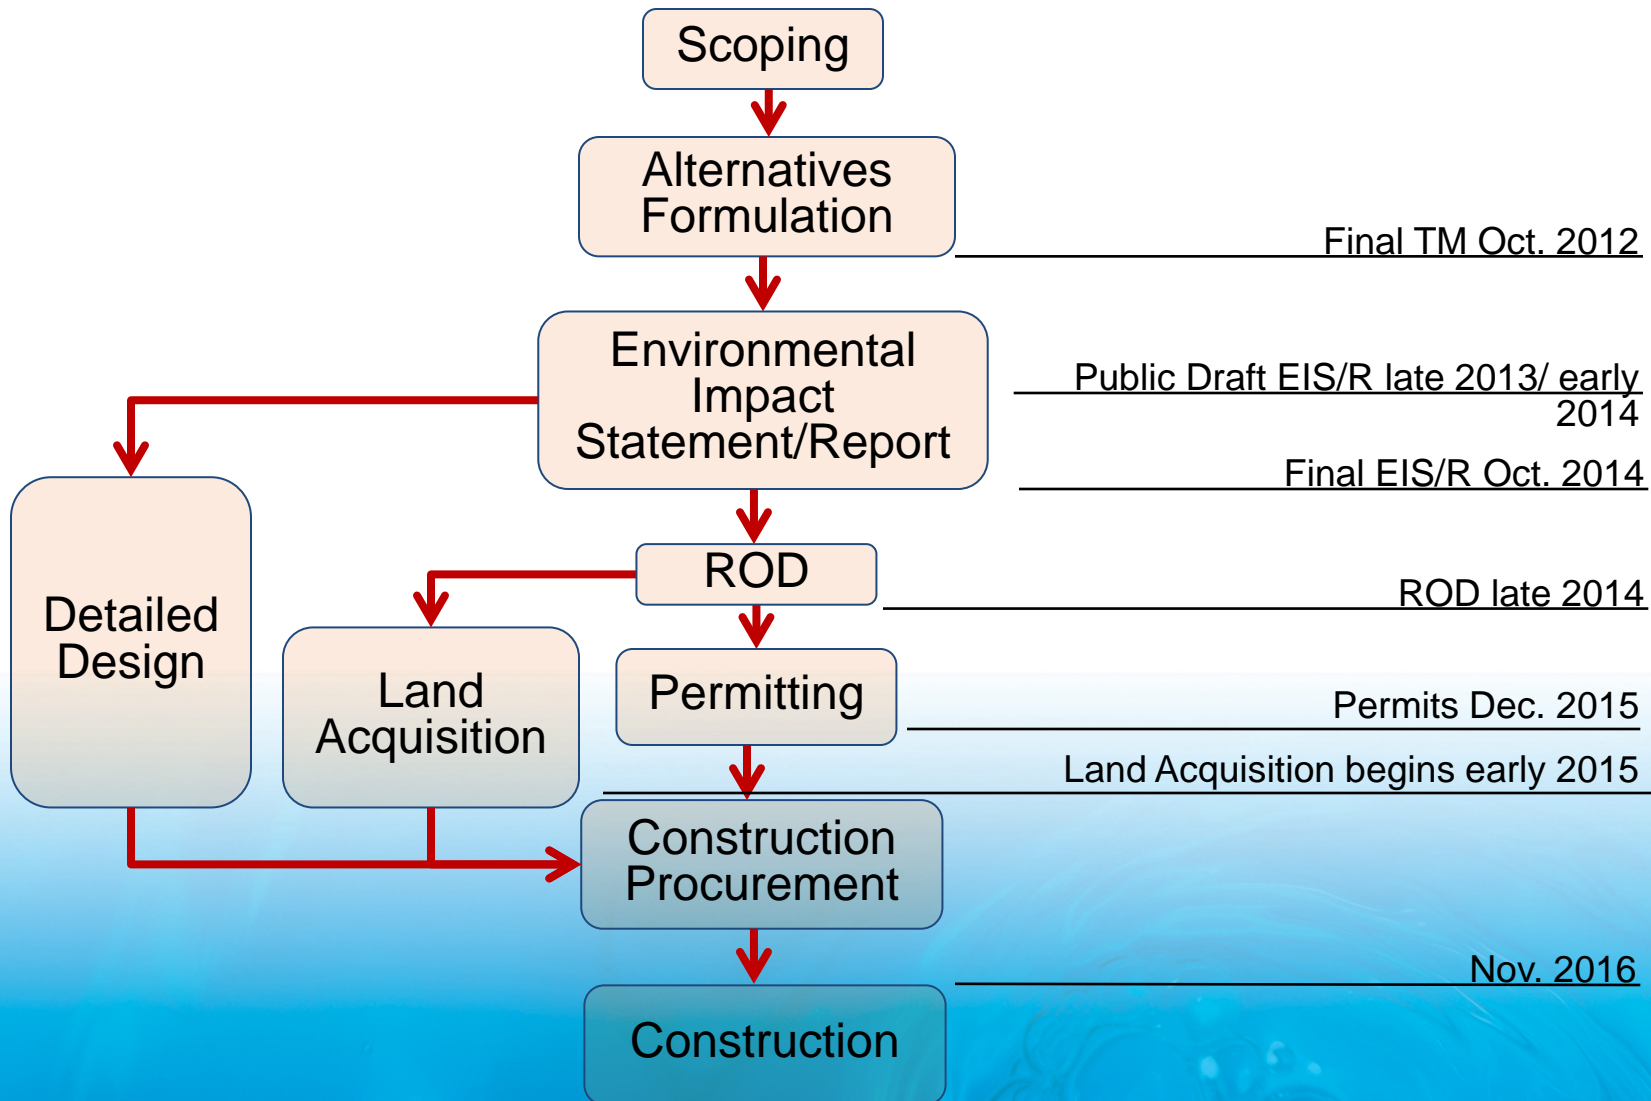 Scoping
Alternatives
Formulation
Final TM Oct. 2012
Environmental
Impact
Statement/Report
Public Draft EIS/R late 2013/ early
2014
Final EIS/R Oct. 2014
ROD
ROD late 2014
Detailed
Design
Land
Acquisition
Permitting
Permits Dec. 2015
Land Acquisition begins early 2015
Construction
Procurement
Nov. 2016
Construction